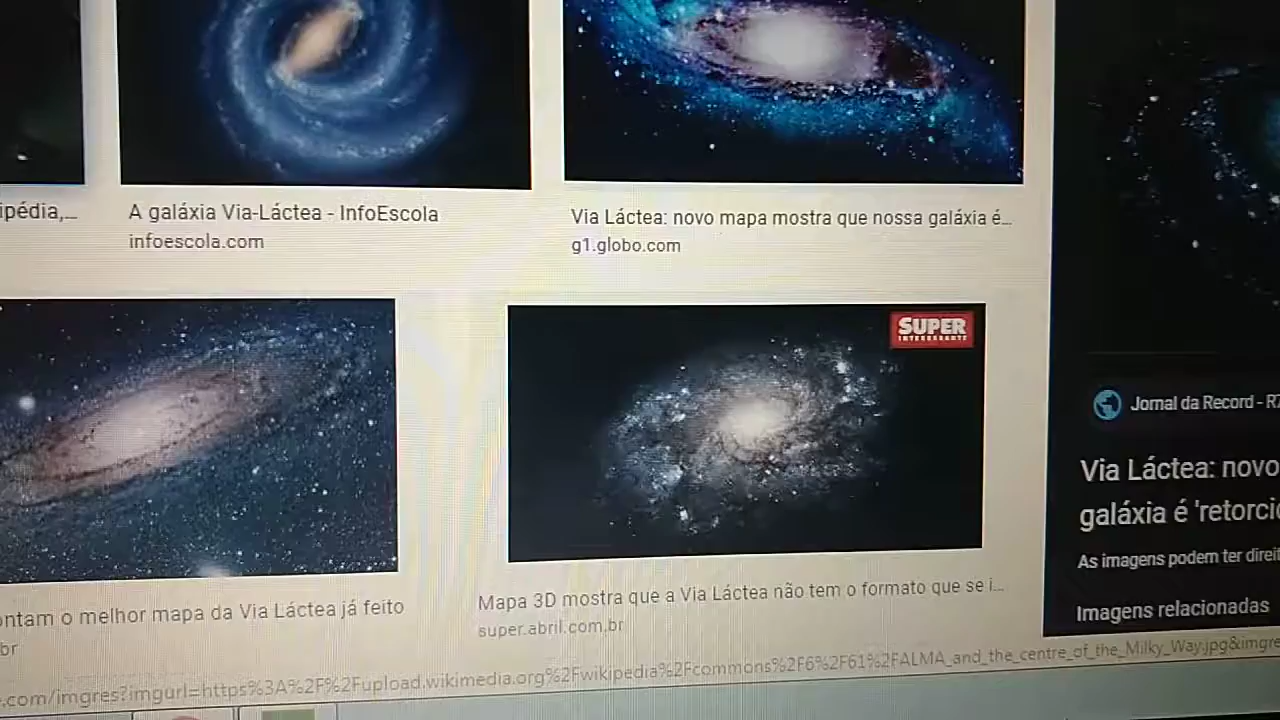 ipédia,...
A galáxia Via-Láctea - InfoEscola
infoescola.com
Via Láctea: novo mapa mostra que nossa galáxia é...
g1.globo.com
SUPER
INTERESSANTE
Jornal da Record - R7
Via Láctea: novo
galáxia é 'retorci
As imagens podem ter direit
Imagens relacionadas
ontam o melhor mapa da Via Láctea já feito
br
Mapa 3D mostra que a Via Láctea não tem o formato que se i...
super.abril.com.br
.com/imgres?imgurl=https%3A%2F%2Fupload.wikimedia.org%2Fwikipedia%2Fcommons%2F6%2F61%2FALMA_and_the_centre_of_the_Milky_Way.jpg&imgre